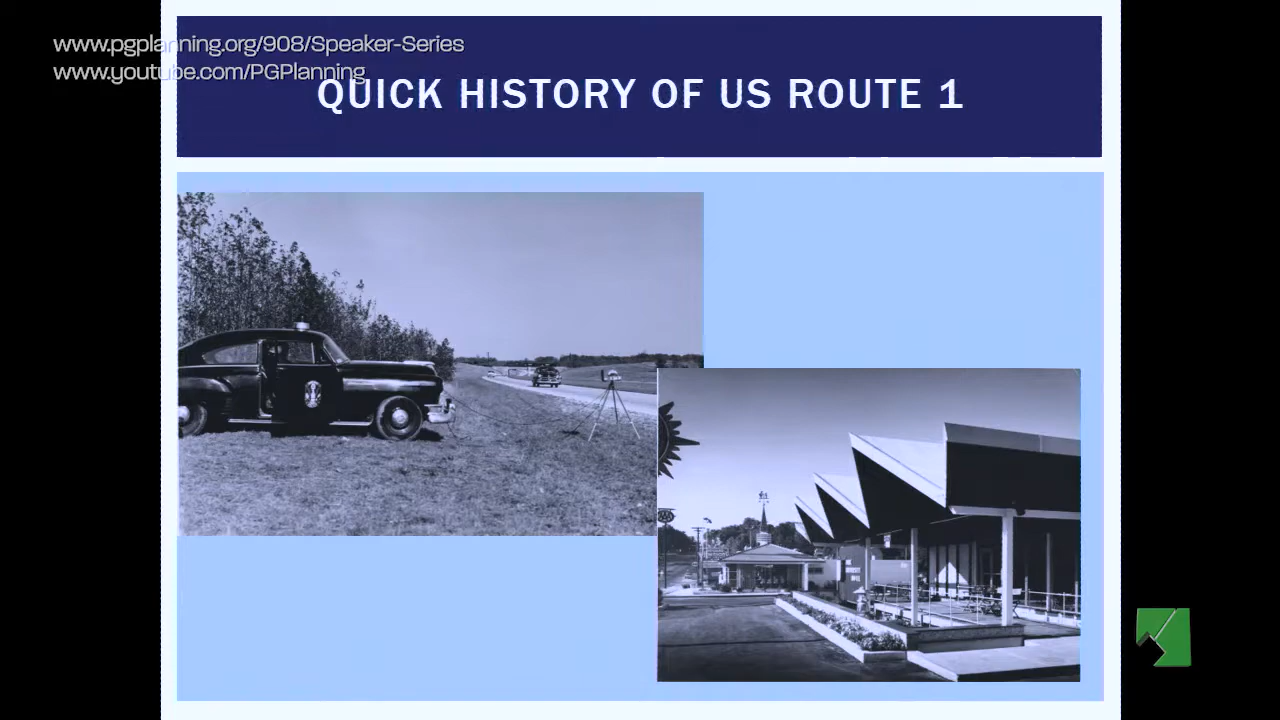 www.pgplanning.org/908/Speaker-Series
www.youtube.com/PGPlanning
QUICK HISTORY OF US ROUTE 1